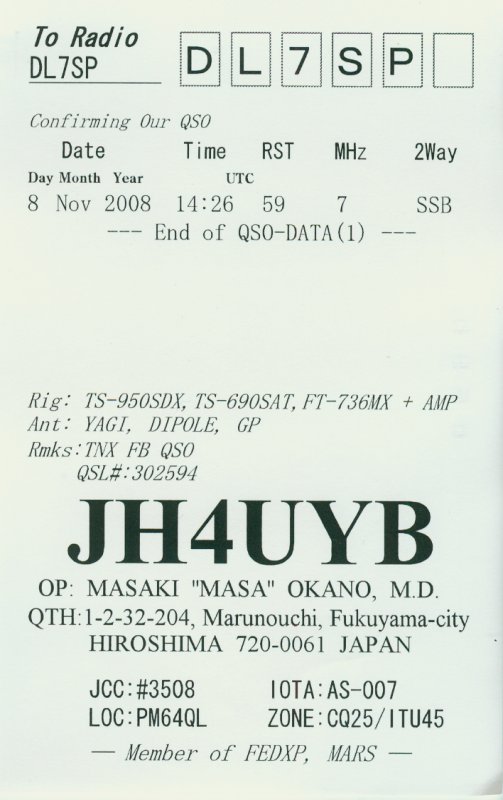 To Radio
DL7SP
D L 7 S P
Confirming Our QSO
Date Time RST MHz 2Way
Day Month Year UTC
8 Nov 2008 14:26 59 7 SSB
--- End of QSO-DATA(1) ---
Rig: TS-950SDX, TS-690SAT, FT-736MX + AMP
Ant: YAGI, DIPOLE, GP
Rmks:TNX FB QSO
QSL#:302594
JH4UYB
OP: MASAKI "MASA" OKANO, M.D.
QTH:1-2-32-204, Marunouchi, Fukuyama-city
HIROSHIMA 720-0061 JAPAN
JCC:#3508 IOTA:AS-007
LOC:PM64QL ZONE:CQ25/ITU45
— Member of FEDXP, MARS —